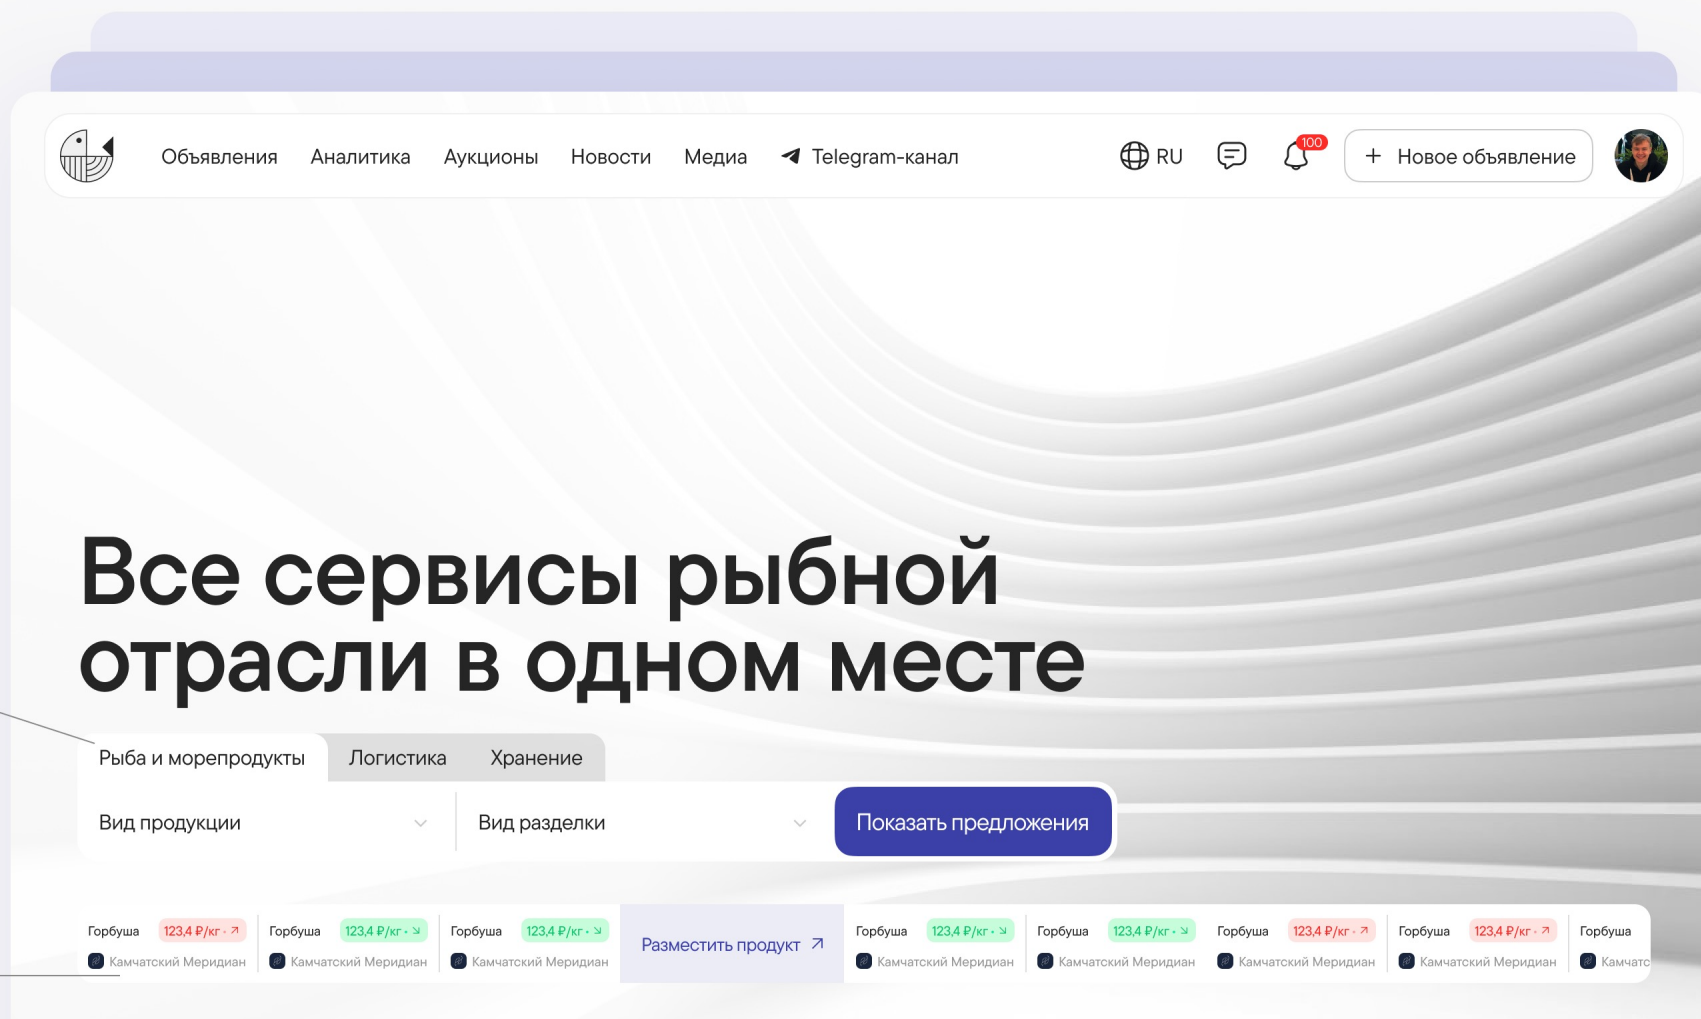 Объявления Аналитика Аукционы Новости Медиа Telegram-канал RU 100 + Новое объявление
Все сервисы рыбной
отрасли в одном месте
Рыба и морепродукты Логистика Хранение
Вид продукции Вид разделки Показать предложения
Горбуша 123,4 ₽/кг • ↗ Горбуша 123,4 ₽/кг • ↘ Горбуша 123,4 ₽/кг • ↘ Разместить продукт ↗ Горбуша 123,4 ₽/кг • ↘ Горбуша 123,4 ₽/кг • ↘ Горбуша 123,4 ₽/кг • ↗ Горбуша 123,4 ₽/кг • ↗ Горбуша
Камчатский Меридиан Камчатский Меридиан Камчатский Меридиан Камчатский Меридиан Камчатский Меридиан Камчатский Меридиан Камчатский Меридиан Камчатс